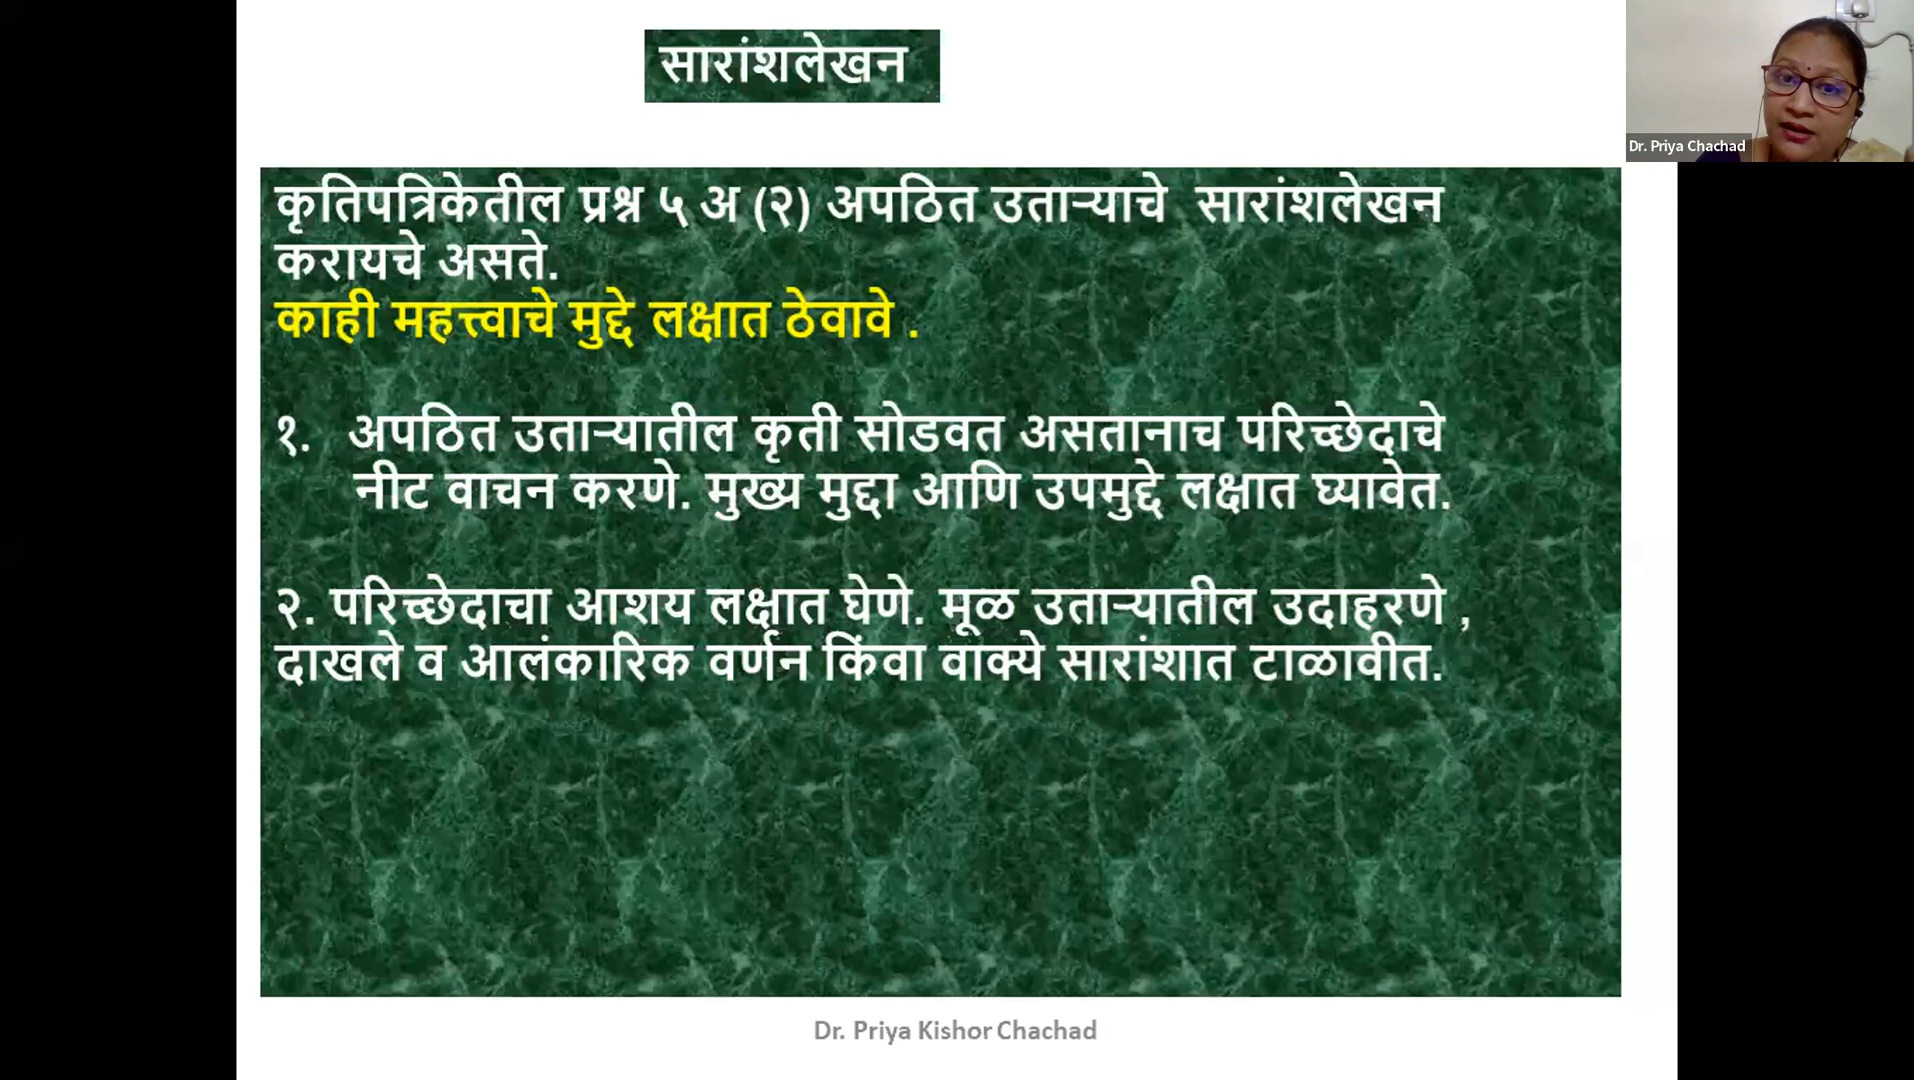 सारांशलेखन
Dr. Priya Chachad
कृतिपत्रिकेतील प्रश्न ५ अ (२) अपठित उताऱ्याचे सारांशलेखन
करायचे असते.
काही महत्त्वाचे मुद्दे लक्षात ठेवावे .
१. अपठित उताऱ्यातील कृती सोडवत असतानाच परिच्छेदाचे
नीट वाचन करणे. मुख्य मुद्दा आणि उपमुद्दे लक्षात घ्यावेत.
२. परिच्छेदाचा आशय लक्षात घेणे. मूळ उताऱ्यातील उदाहरणे ,
दाखले व आलंकारिक वर्णन किंवा वाक्ये सारांशात टाळावीत.
Dr. Priya Kishor Chachad